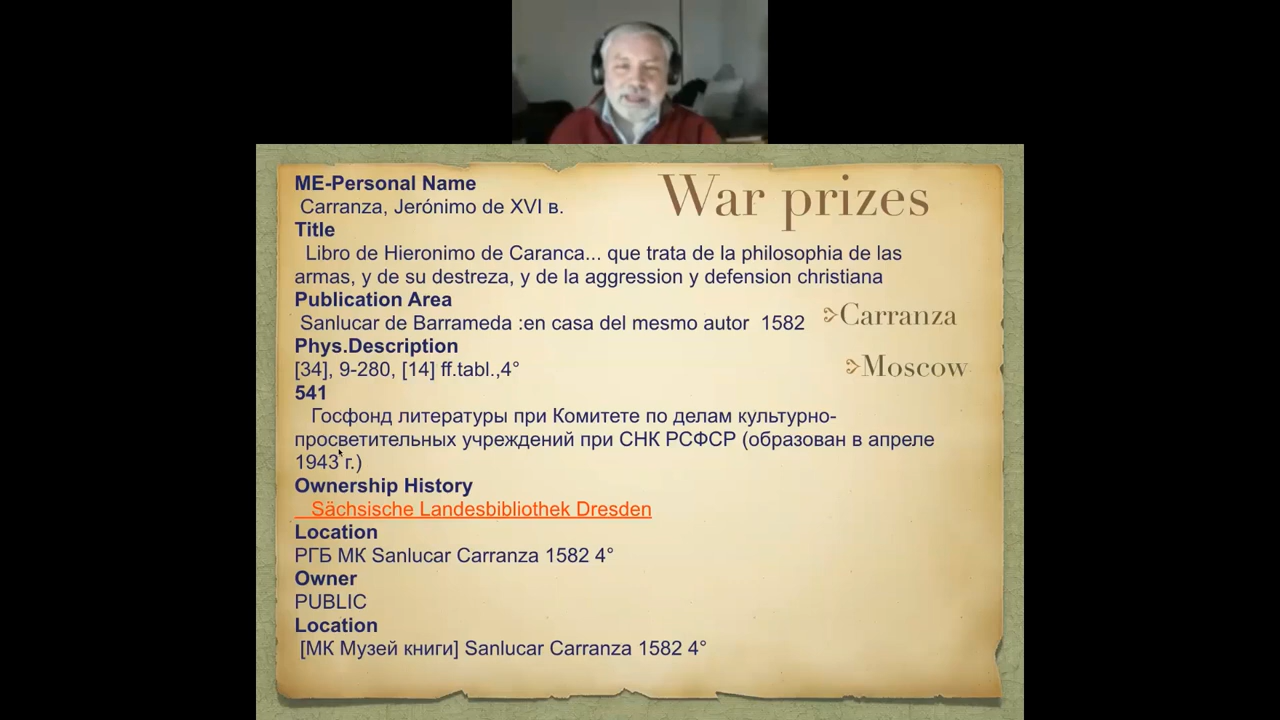 War prizes
ME-Personal Name
Carranza, Jerónimo de XVI в.
Title
Libro de Hieronimo de Caranca... que trata de la philosophia de las
armas, y de su destreza, y de la aggression y defension christiana
Publication Area
Sanlucar de Barrameda :en casa del mesmo autor 1582
Phys.Description
[34], 9-280, [14] ff.tabl.,4°
541
Госфонд литературы при Комитете по делам культурно-
просветительных учреждений при СНК РСФСР (образован в апреле
1943 г.)
Ownership History
Sächsische Landesbibliothek Dresden
Location
РГБ МК Sanlucar Carranza 1582 4°
Owner
PUBLIC
Location
[МК Музей книги] Sanlucar Carranza 1582 4°
Carranza
Moscow